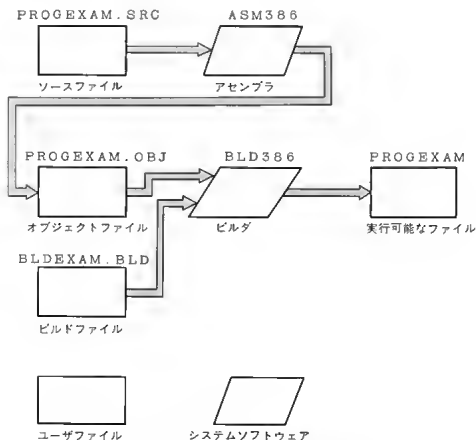 PROGEXAM.SRC
ASM386
ソースファイル
アセンブラ
PROGEXAM.OBJ
BLD386
PROGEXAM
オブジェクトファイル
ビルダ
実行可能なファイル
BLDEXAM.BLD
ビルドファイル
ユーザファイル
システムソフトウェア